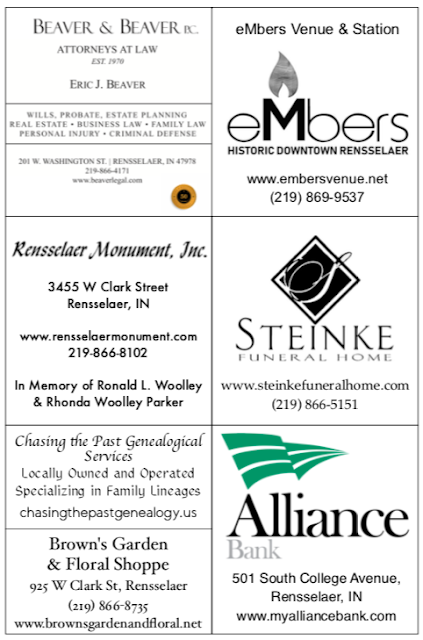 BEAVER & BEAVER P.C.
ATTORNEYS AT LAW
EST. 1970
ERIC J. BEAVER
WILLS, PROBATE, ESTATE PLANNING
REAL ESTATE • BUSINESS LAW • FAMILY LAW
PERSONAL INJURY • CRIMINAL DEFENSE
201 W. WASHINGTON ST. | RENSSELAER, IN 47978
219-866-4171
www.beaverlegal.com
eMbers Venue & Station
eMbers
HISTORIC DOWNTOWN RENSSELAER
www.embersvenue.net
(219) 869-9537
Rensselaer Monument, Inc.
3455 W Clark Street
Rensselaer, IN
www.rensselaermonument.com
219-866-8102
In Memory of Ronald L. Woolley
& Rhonda Woolley Parker
S
STEINKE
FUNERAL HOME
www.steinkefuneralhome.com
(219) 866-5151
Chasing the Past Genealogical
Services
Locally Owned and Operated
Specializing in Family Lineages
chasingthepastgenealogy.us
Brown's Garden
& Floral Shoppe
925 W Clark St, Rensselaer
(219) 866-8735
www.brownsgardenandfloral.net
Alliance
Bank
501 South College Avenue,
Rensselaer, IN
www.myalliancebank.com